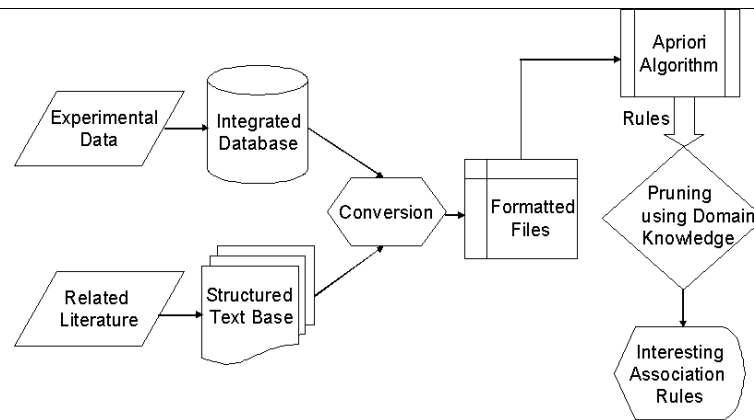 Experimental
Data
Integrated
Database
Related
Literature
Structured
Text Base
Conversion
Formatted
Files
Apriori
Algorithm
Rules
Pruning
using Domain
Knowledge
Interesting
Association
Rules